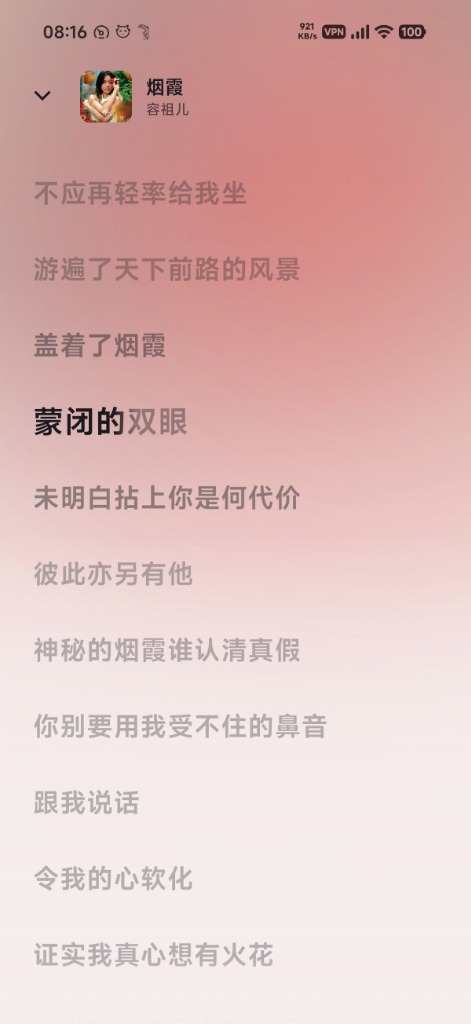 08:16
921
KB/s
VPN
100
烟霞
容祖儿
不应再轻率给我坐
游遍了天下前路的风景
盖着了烟霞
蒙闭的双眼
未明白拈上你是何代价
彼此亦另有他
神秘的烟霞谁认清真假
你别要用我受不住的鼻音
跟我说话
令我的心软化
证实我真心想有火花